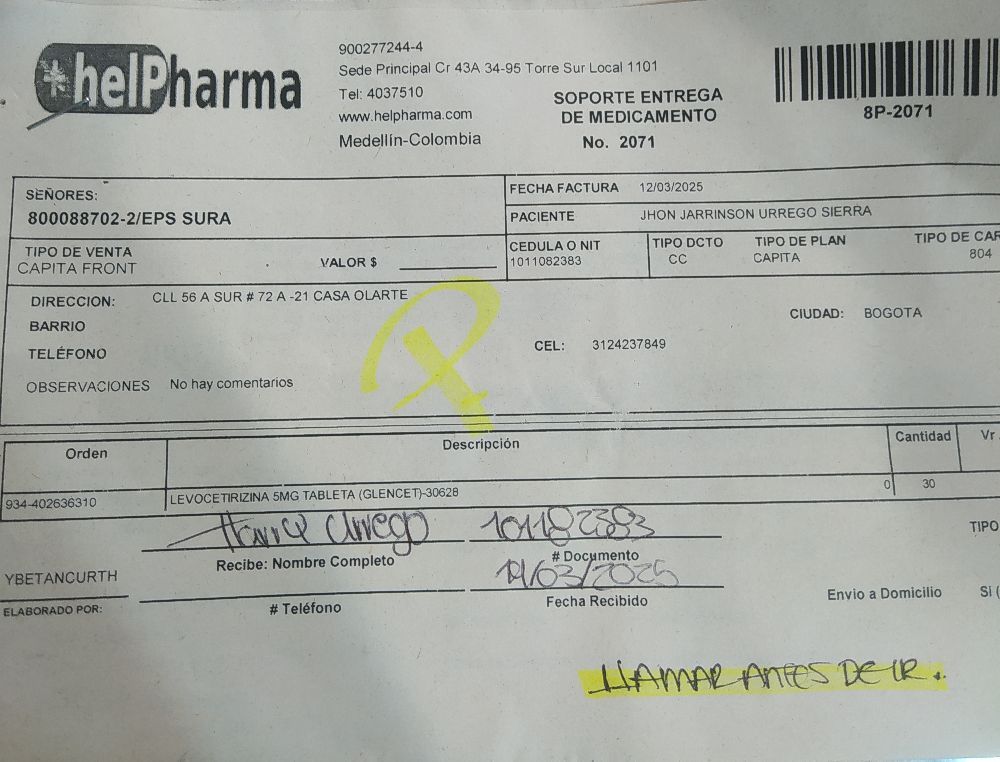 helPharma
900277244-4
Sede Principal Cr 43A 34-95 Torre Sur Local 1101
Tel: 4037510
www.helpharma.com
Medellín-Colombia
SOPORTE ENTREGA
DE MEDICAMENTO
No. 2071
8P-2071
SEÑORES:
800088702-2/EPS SURA
FECHA FACTURA 12/03/2025
PACIENTE JHON JARRINSON URREGO SIERRA
TIPO DE VENTA
CAPITA FRONT
VALOR $
CEDULA O NIT
1011082383
TIPO DCTO
CC
TIPO DE PLAN
CAPITA
TIPO DE CAR
804
DIRECCION: CLL 56 A SUR # 72 A -21 CASA OLARTE
BARRIO
CIUDAD: BOGOTA
TELÉFONO
CEL: 3124237849
OBSERVACIONES No hay comentarios
Orden Descripción Cantidad Vr
934-402636310 LEVOCETIRIZINA 5MG TABLETA (GLENCET)-30628 0 30
Urrego 101182383
Recibe: Nombre Completo # Documento
TIPO
14/03/2025
YBETANCURTH
ELABORADO POR: # Teléfono Fecha Recibido
Envio a Domicilio Si (
LLAMAR ANTES DE IR.